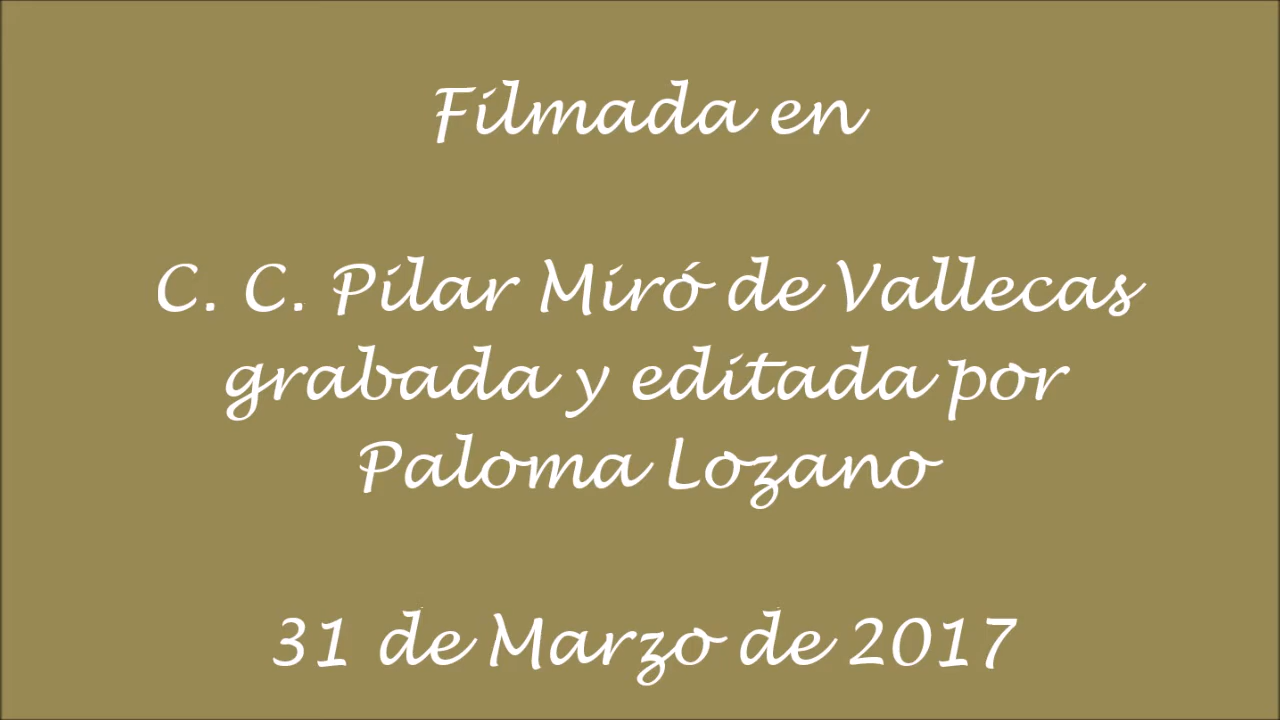 Filmada en
C. C. Pilar Miró de Vallecas
grabada y editada por
Paloma Lozano
31 de Marzo de 2017